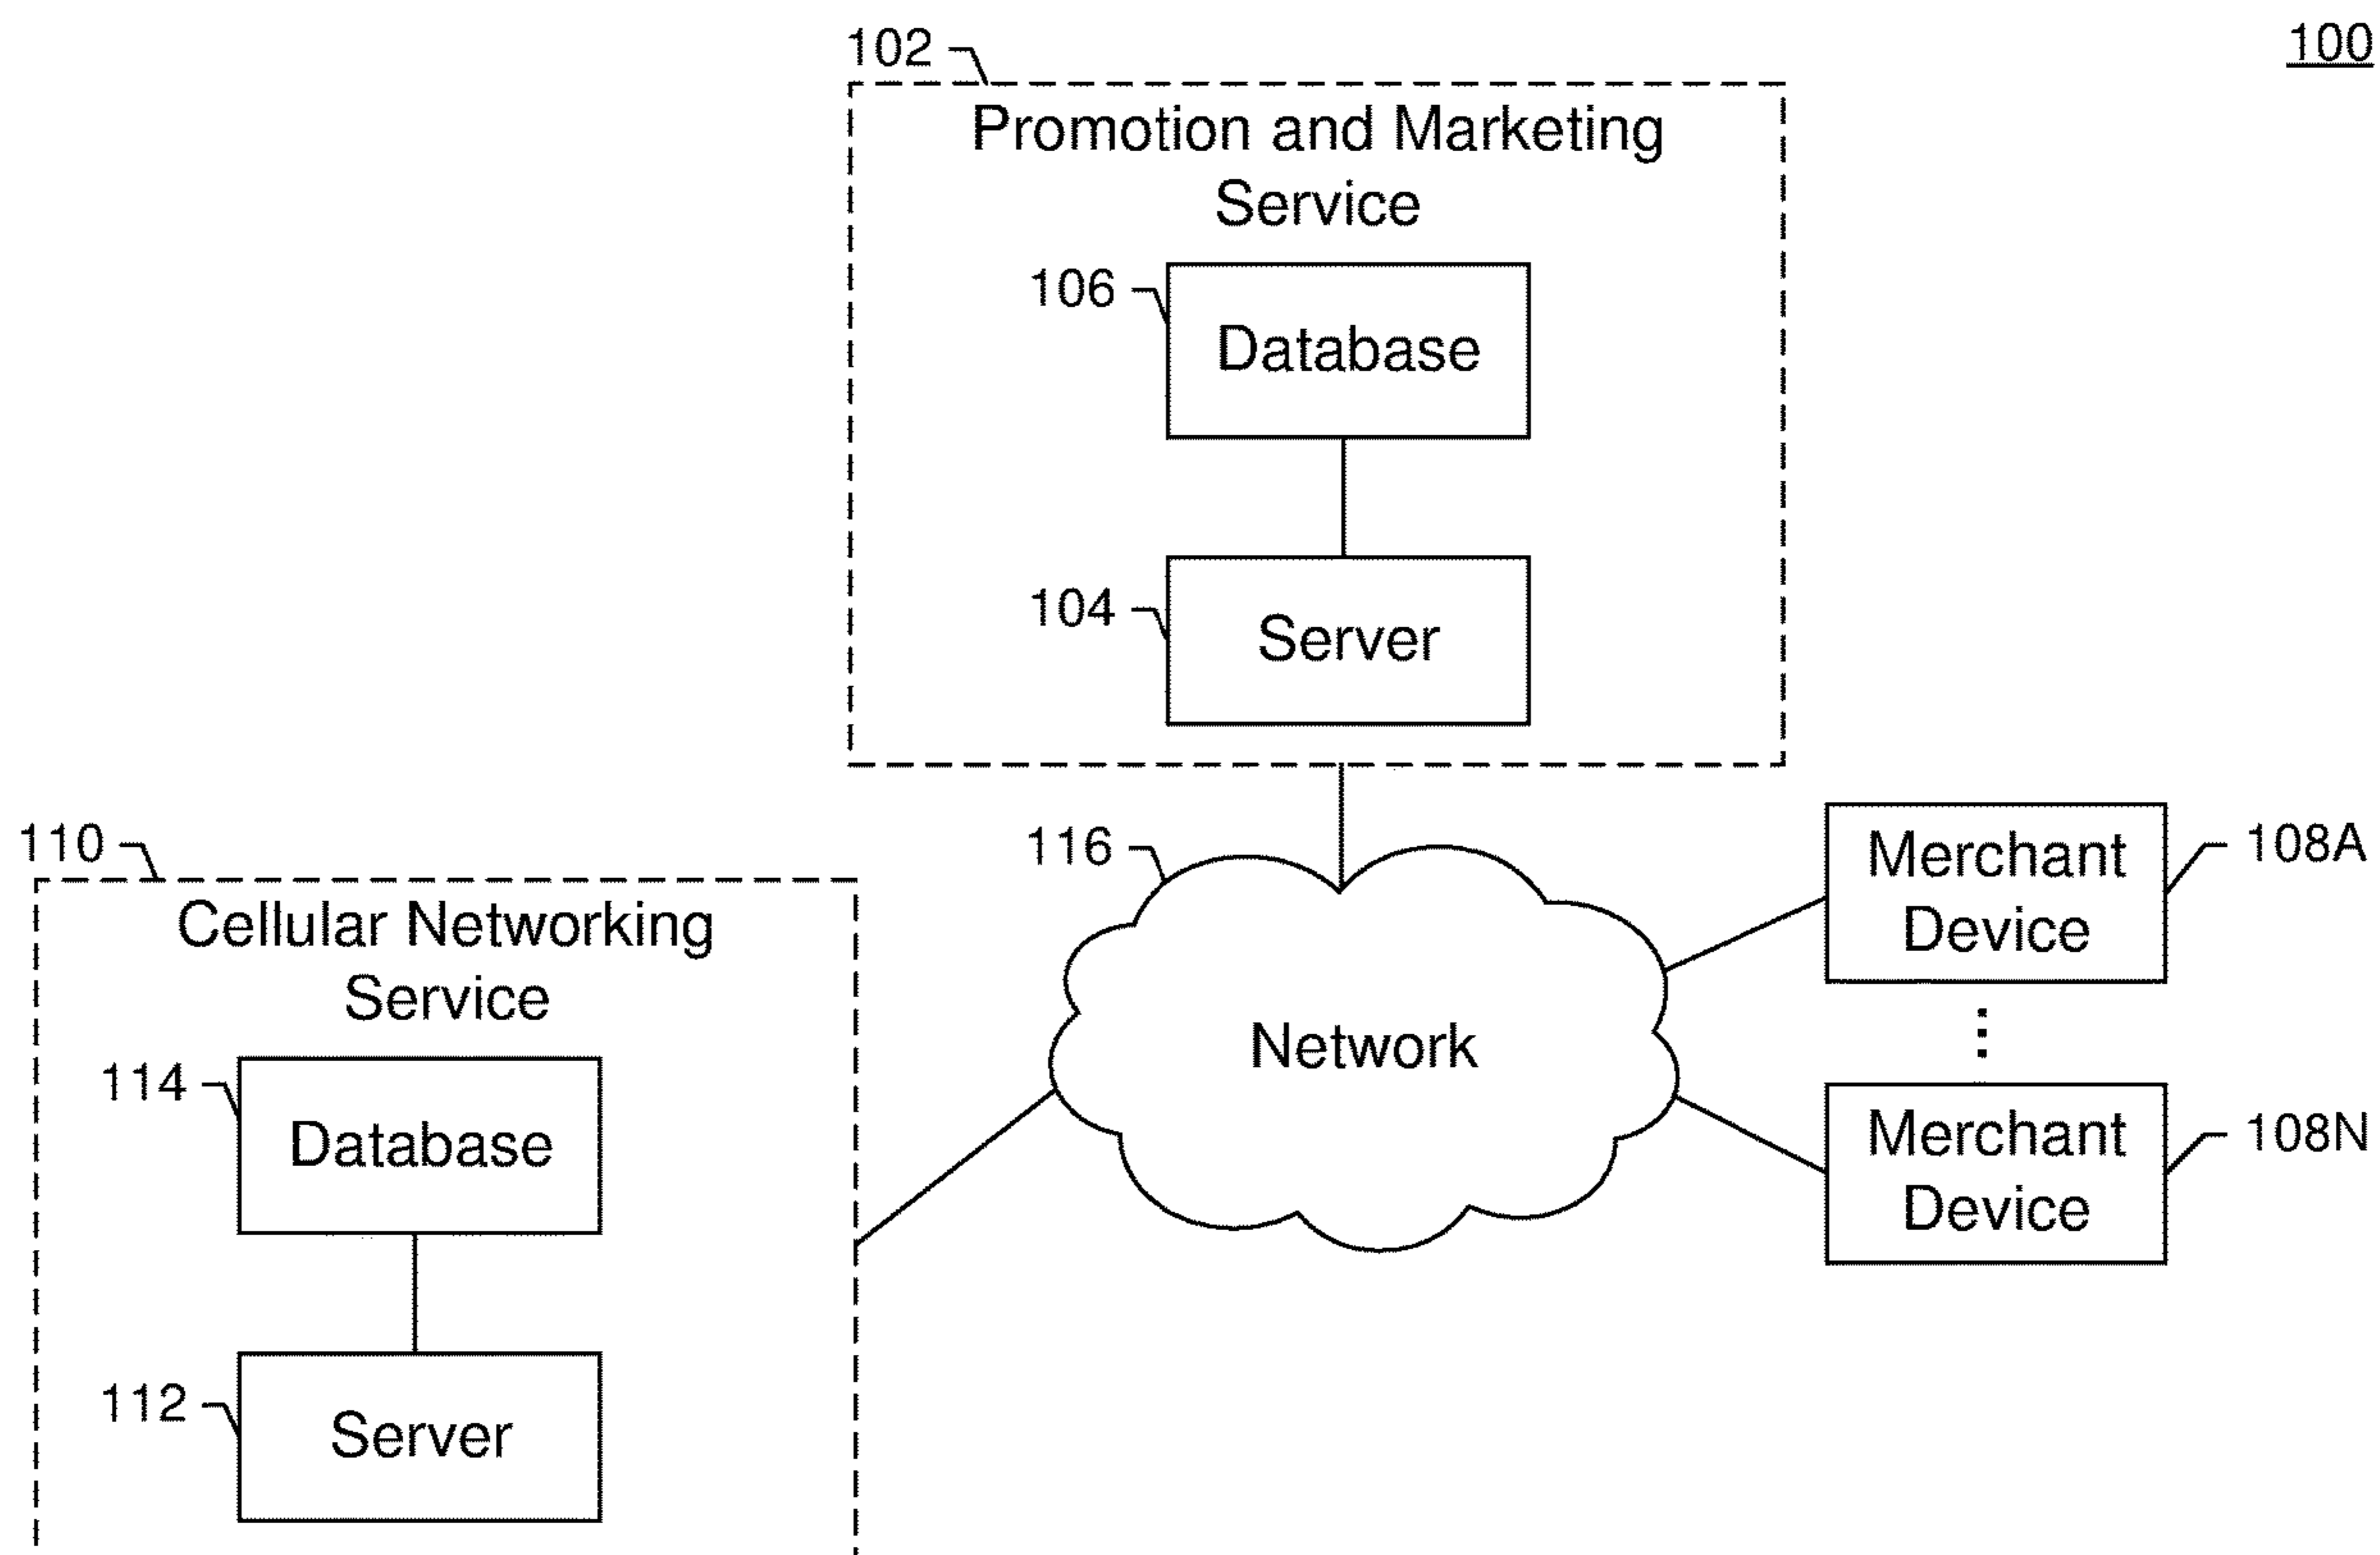 100
102
Promotion and Marketing
Service
106
Database
104
Server
110
Cellular Networking
Service
114
Database
112
Server
116
Network
Merchant
Device
108A
⋮
Merchant
Device
108N